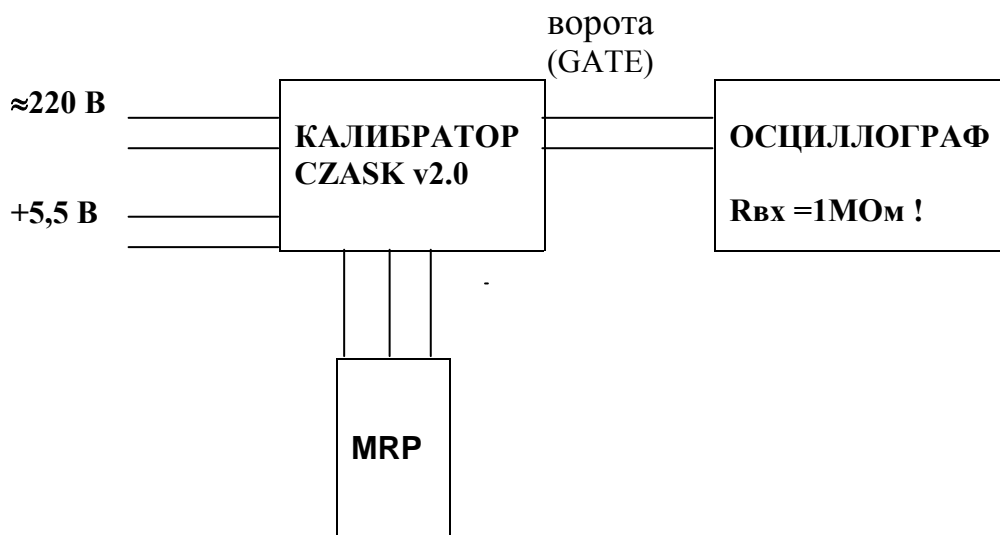 ворота
(GATE)
≈220 В
КАЛИБРАТОР
CZASK v2.0
ОСЦИЛЛОГРАФ
+5,5 В
Rвх =1МОм !
-
MRP